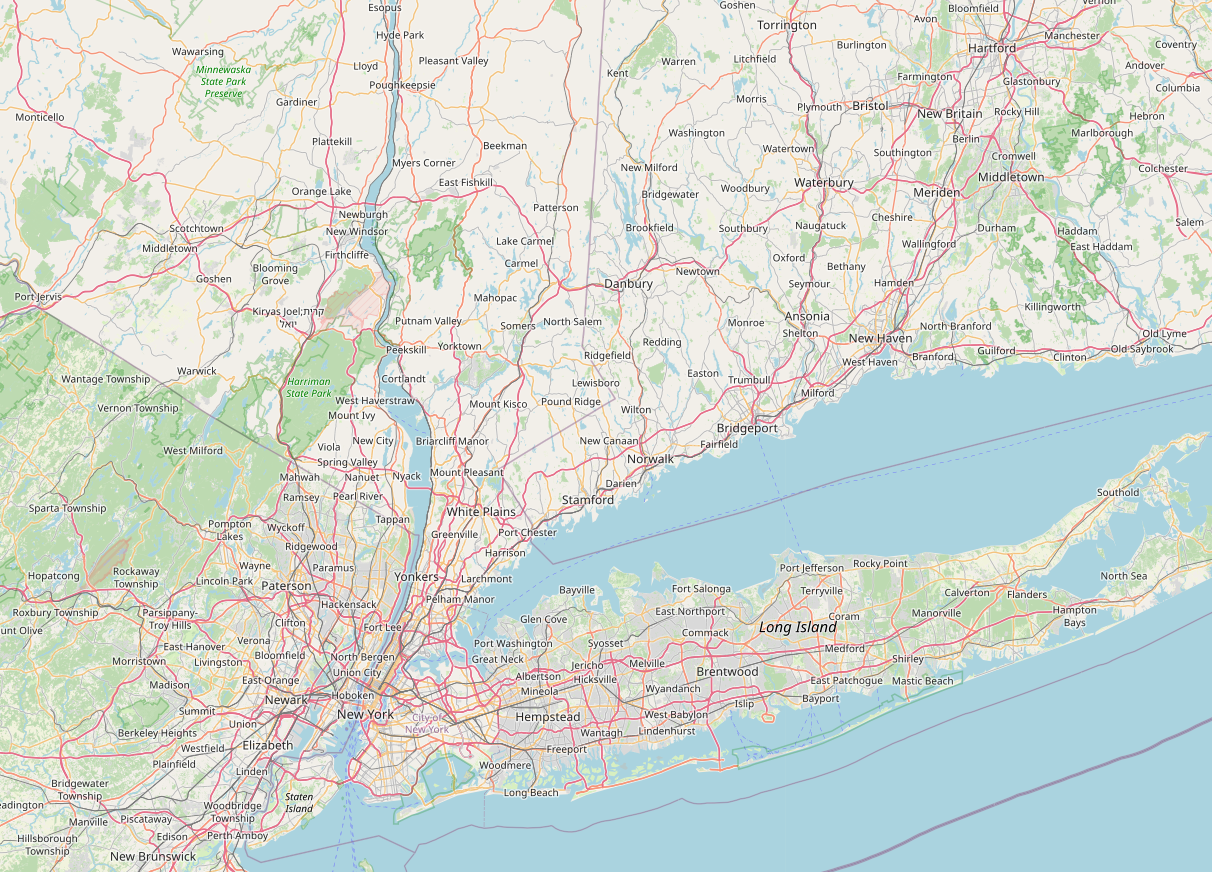 Esopus
Goshen
Bloomfield
Vernon
Hyde Park
Torrington
Avon
Manchester
Wawarsing
Hartford
Burlington
Coventry
Pleasant Valley
Warren
Litchfield
Lloyd
Andover
Minnewaska
State Park
Preserve
Kent
Farmington
Glastonbury
Poughkeepsie
Columbia
Gardiner
Morris
Plymouth
Bristol
New Britain
Rocky Hill
Hebron
Monticello
Washington
Marlborough
Plattekill
Beekman
Berlin
Watertown
Southington
Cromwell
Myers Corner
New Milford
Chester
Colchester
East Fishkill
Waterbury
Middletown
Orange Lake
Bridgewater
Woodbury
Meriden
Patterson
Newburgh
Cheshire
Salem
Scotchtown
New Windsor
Brookfield
Southbury
Naugatuck
Durham
Haddam
Middletown
Lake Carmel
Wallingford
East Haddam
Firthcliffe
Oxford
Carmel
Bethany
Blooming
Grove
Newtown
Goshen
Danbury
Seymour
Hamden
Port Jervis
Mahopac
Killingworth
Kiryas Joel;קרית
יואל
Ansonia
Putnam Valley
Somers
North Salem
Monroe
North Branford
Shelton
Old Lyme
New Haven
Redding
Peekskill
Yorktown
Ridgefield
West Haven
Branford
Guilford
Clinton
Old Saybrook
Warwick
Easton
Wantage Township
Harriman
State Park
Cortlandt
Lewisboro
Trumbull
Milford
West Haverstraw
Mount Kisco
Pound Ridge
Vernon Township
Mount Ivy
Wilton
Bridgeport
New City
Briarcliff Manor
New Canaan
Fairfield
Viola
West Milford
Spring Valley
Norwalk
Mahwah
Nanuet
Nyack
Mount Pleasant
Darien
Southold
Ramsey
Pearl River
Stamford
Sparta Township
White Plains
Tappan
Pompton
Lakes
Wyckoff
Greenville
Port Chester
Ridgewood
Harrison
Wayne
Paramus
Port Jefferson
Rocky Point
Hopatcong
Rockaway
Township
Lincoln Park
Paterson
Yonkers
Larchmont
North Sea
Bayville
Fort Salonga
Terryville
Calverton
Flanders
Pelham Manor
Hackensack
Roxbury Township
Parsippany-
Troy Hills
East Northport
Manorville
Hampton
Bays
Glen Cove
Coram
Clifton
Fort Lee
Long Island
unt Olive
Commack
Verona
East Hanover
Port Washington
Syosset
Medford
Bloomfield
North Bergen
Great Neck
Shirley
Morristown
Livingston
Jericho
Melville
Union City
Brentwood
Albertson
Hicksville
East Orange
East Patchogue
Mastic Beach
Madison
Mineola
Wyandanch
Hoboken
Newark
Bayport
Islip
Summit
New York
City of
New York
Hempstead
West Babylon
Union
Berkeley Heights
Wantagh
Lindenhurst
Elizabeth
Westfield
Freeport
Plainfield
Woodmere
Linden
Bridgewater
Township
Long Beach
Staten
Island
eadington
Woodbridge
Township
Manville
Piscataway
Edison
Perth Amboy
Hillsborough
Township
New Brunswick